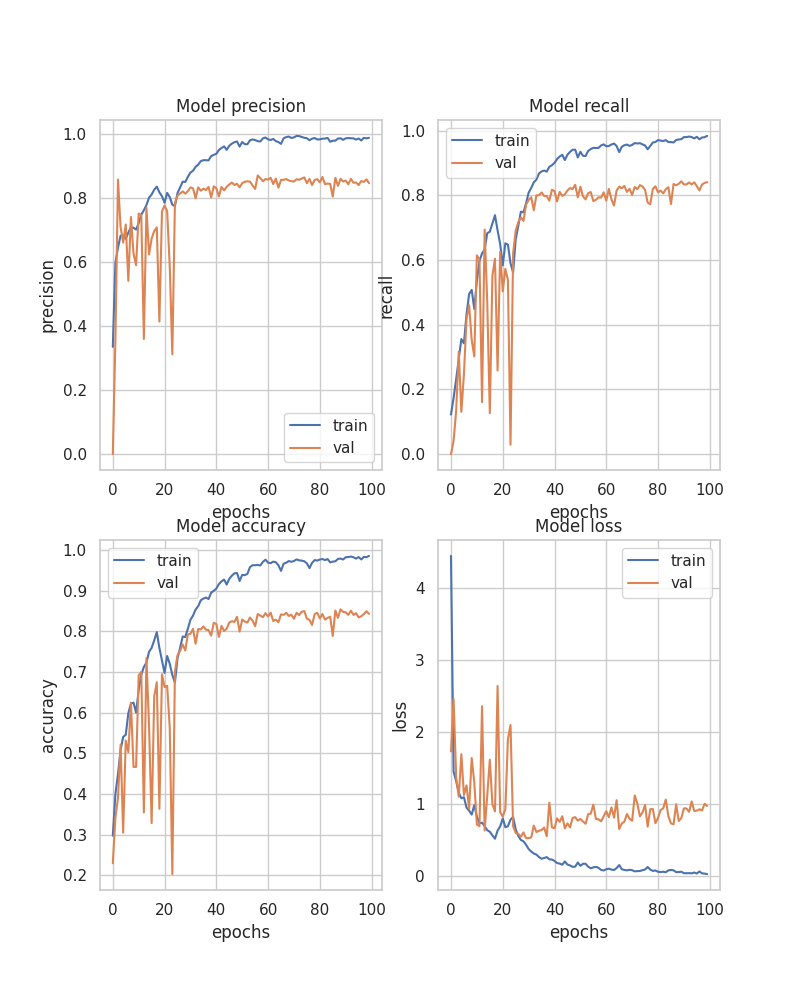 Model precision
precision
1.0
0.8
0.6
0.4
0.2
0.0
train
val
0 20 40 60 80 100
epochs
Model recall
recall
1.0
0.8
0.6
0.4
0.2
0.0
train
val
0 20 40 60 80 100
epochs
Model accuracy
accuracy
1.0
0.9
0.8
0.7
0.6
0.5
0.4
0.3
0.2
train
val
0 20 40 60 80 100
epochs
Model loss
loss
4
3
2
1
0
train
val
0 20 40 60 80 100
epochs